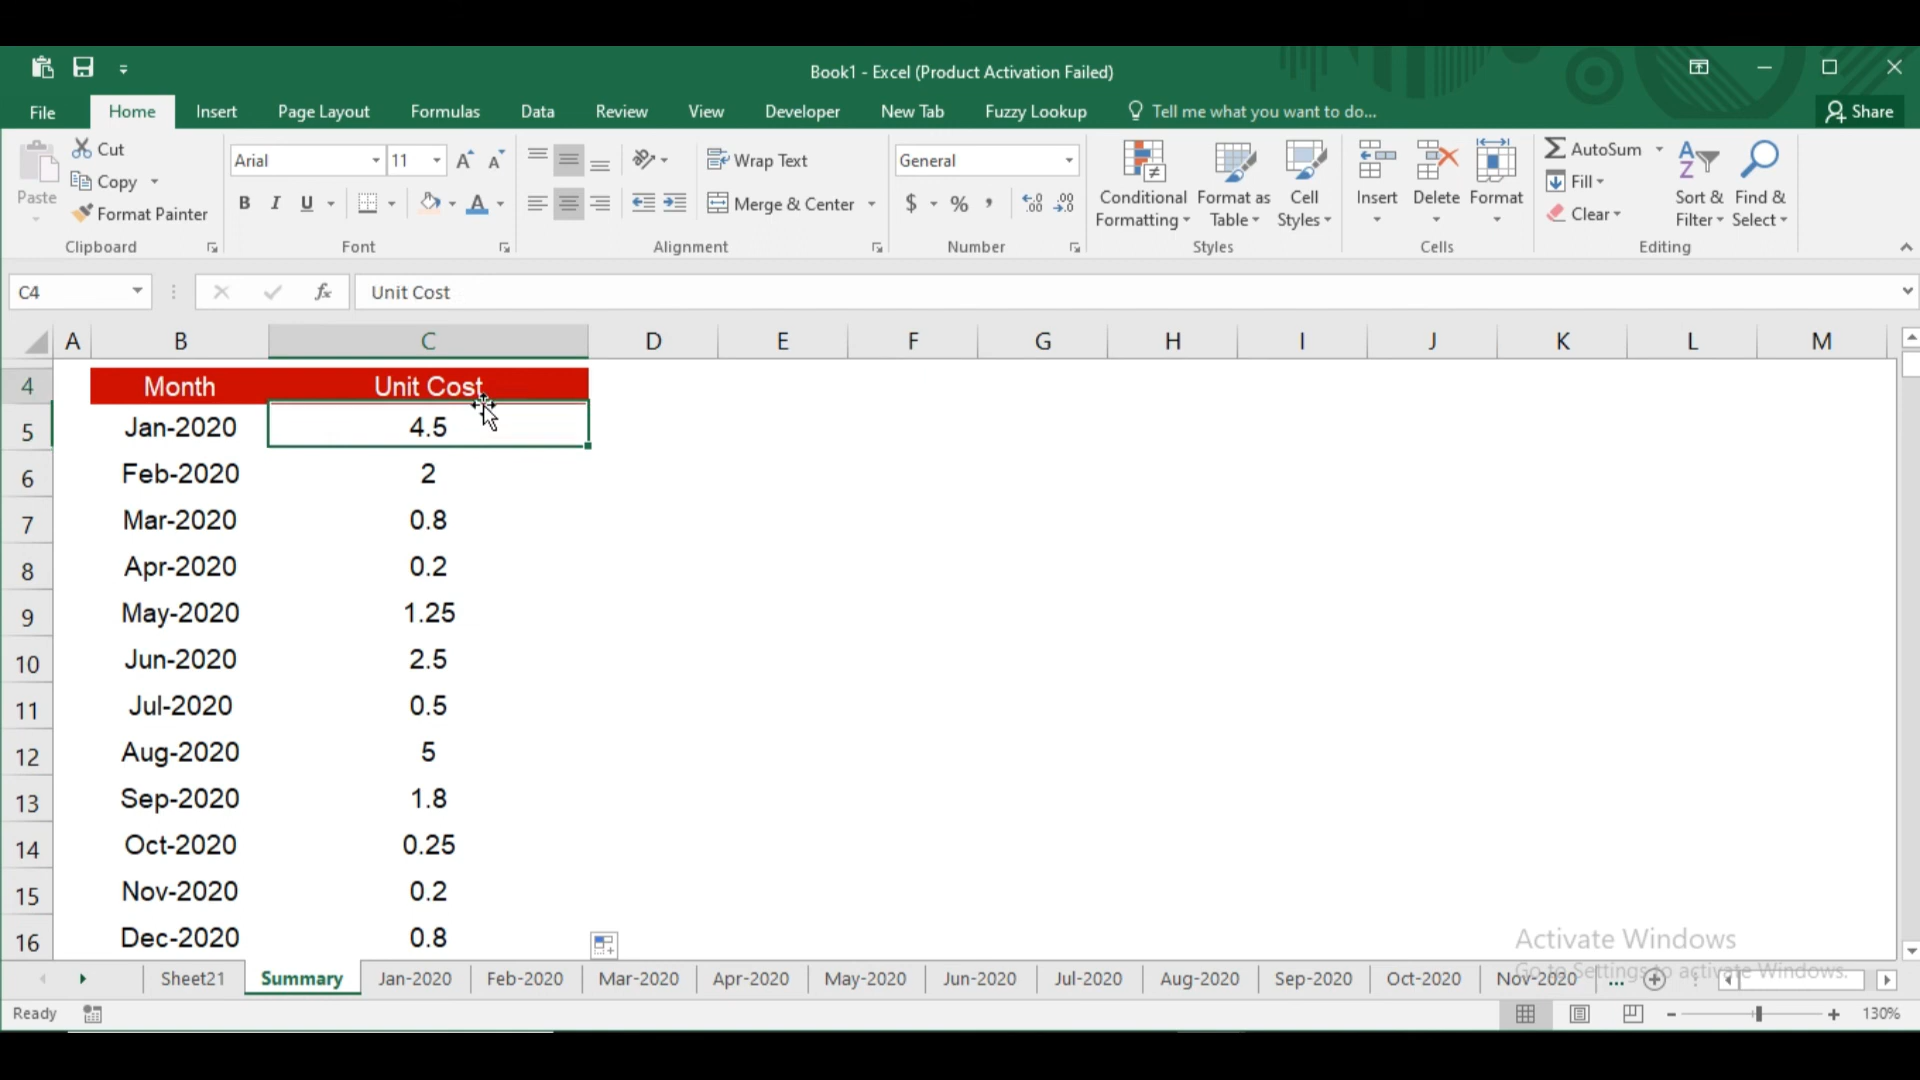 Book1 - Excel (Product Activation Failed)
File Home Insert Page Layout Formulas Data Review View Developer New Tab Fuzzy Lookup Tell me what you want to do... Share
Paste
Cut
Copy
Format Painter
Clipboard
Arial 11
B I U
Font
Wrap Text
Merge & Center
Alignment
General
$ % ,
Number
Conditional Formatting
Format as Table
Cell Styles
Styles
Insert
Delete
Format
Cells
AutoSum
Fill
Clear
Sort & Filter
Find & Select
Editing
C4 fx Unit Cost
A B C D E F G H I J K L M
4 Month Unit Cost
5 Jan-2020 4.5
6 Feb-2020 2
7 Mar-2020 0.8
8 Apr-2020 0.2
9 May-2020 1.25
10 Jun-2020 2.5
11 Jul-2020 0.5
12 Aug-2020 5
13 Sep-2020 1.8
14 Oct-2020 0.25
15 Nov-2020 0.2
16 Dec-2020 0.8
Activate Windows
Go to Settings to activate Windows.
Sheet21 Summary Jan-2020 Feb-2020 Mar-2020 Apr-2020 May-2020 Jun-2020 Jul-2020 Aug-2020 Sep-2020 Oct-2020 Nov-2020 ...
Ready 130%